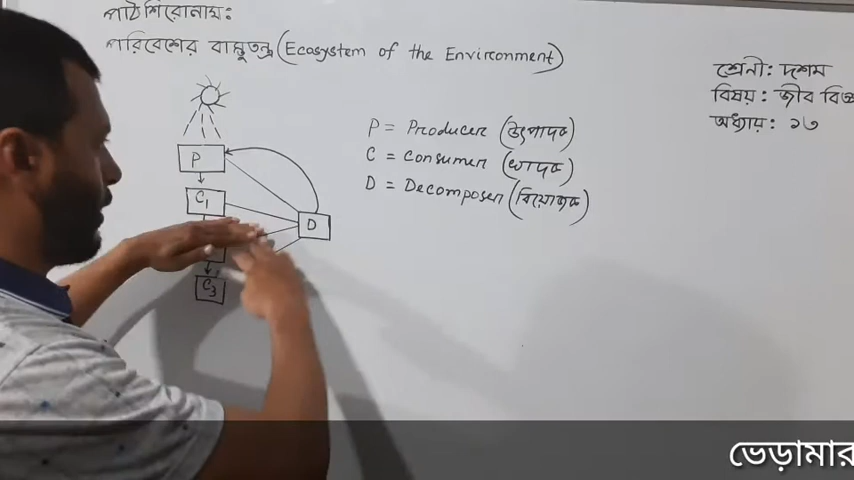 পাঠ শিরোনাম:
পরিবেশের বাস্তুতন্ত্র (Ecosystem of the Environment)
শ্রেনী: দশম
বিষয়: জীব বিজ্ঞ
অধ্যায়: ১৩
P = Producer (উৎপাদক)
C = Consumer (খাদক)
D = Decomposer (বিয়োজক)
P
C1
D
C3
ভেড়ামার